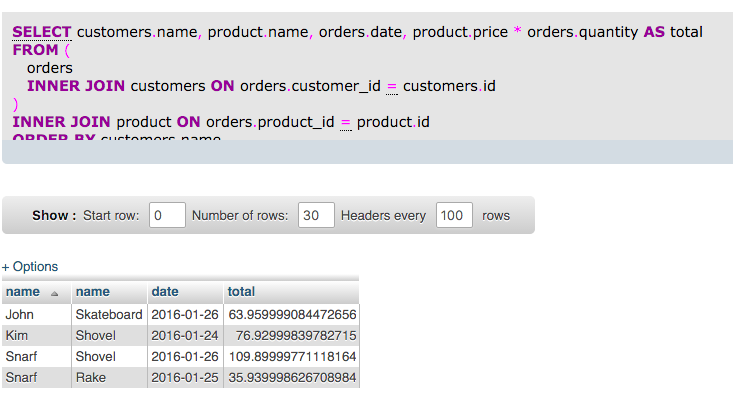 SELECT customers.name, product.name, orders.date, product.price * orders.quantity AS total
FROM (
orders
INNER JOIN customers ON orders.customer_id = customers.id
)
INNER JOIN product ON orders.product_id = product.id
ORDER BY customers.name
Show : Start row: 0 Number of rows: 30 Headers every 100 rows
+ Options
name name date total
John Skateboard 2016-01-26 63.959999084472656
Kim Shovel 2016-01-24 76.92999839782715
Snarf Shovel 2016-01-26 109.89999771118164
Snarf Rake 2016-01-25 35.939998626708984